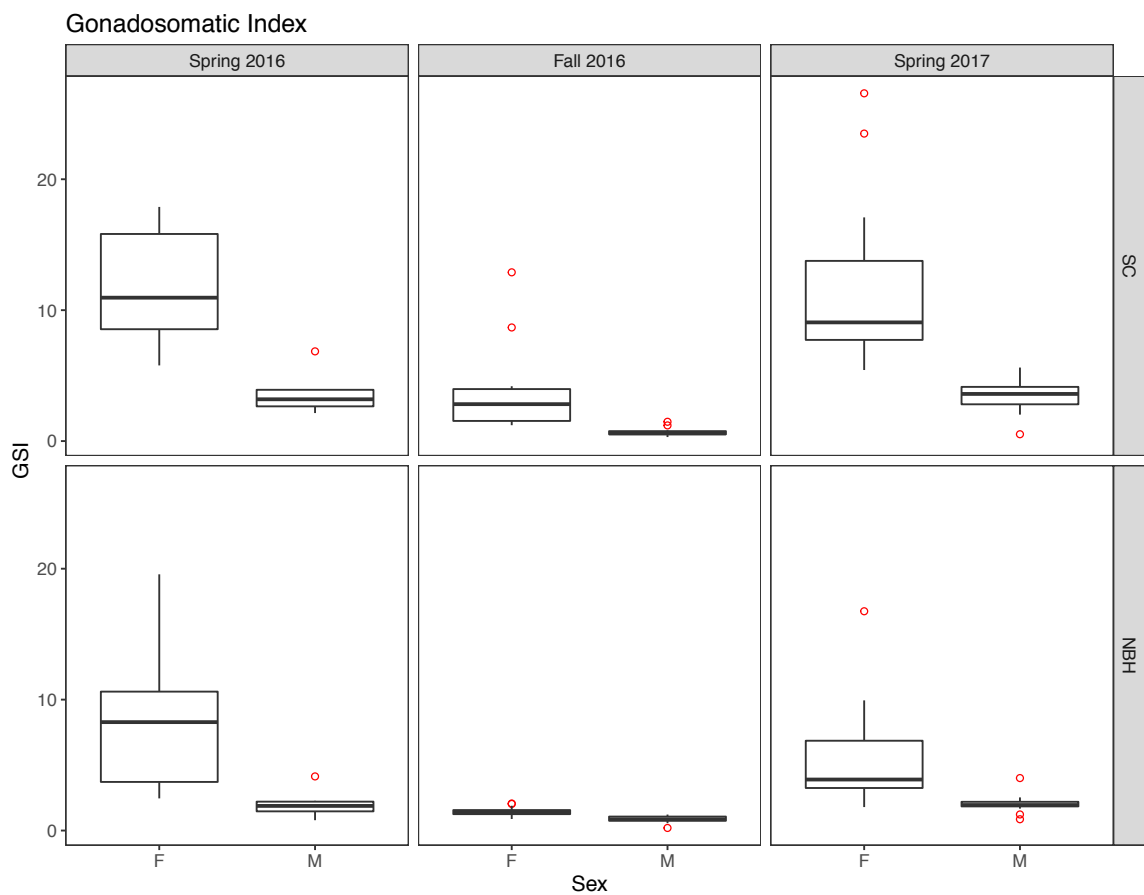 Gonadosomatic Index
Spring 2016
Fall 2016
Spring 2017
20
10
0
SC
GSI
20
10
0
NBH
F
M
F
M
F
M
Sex